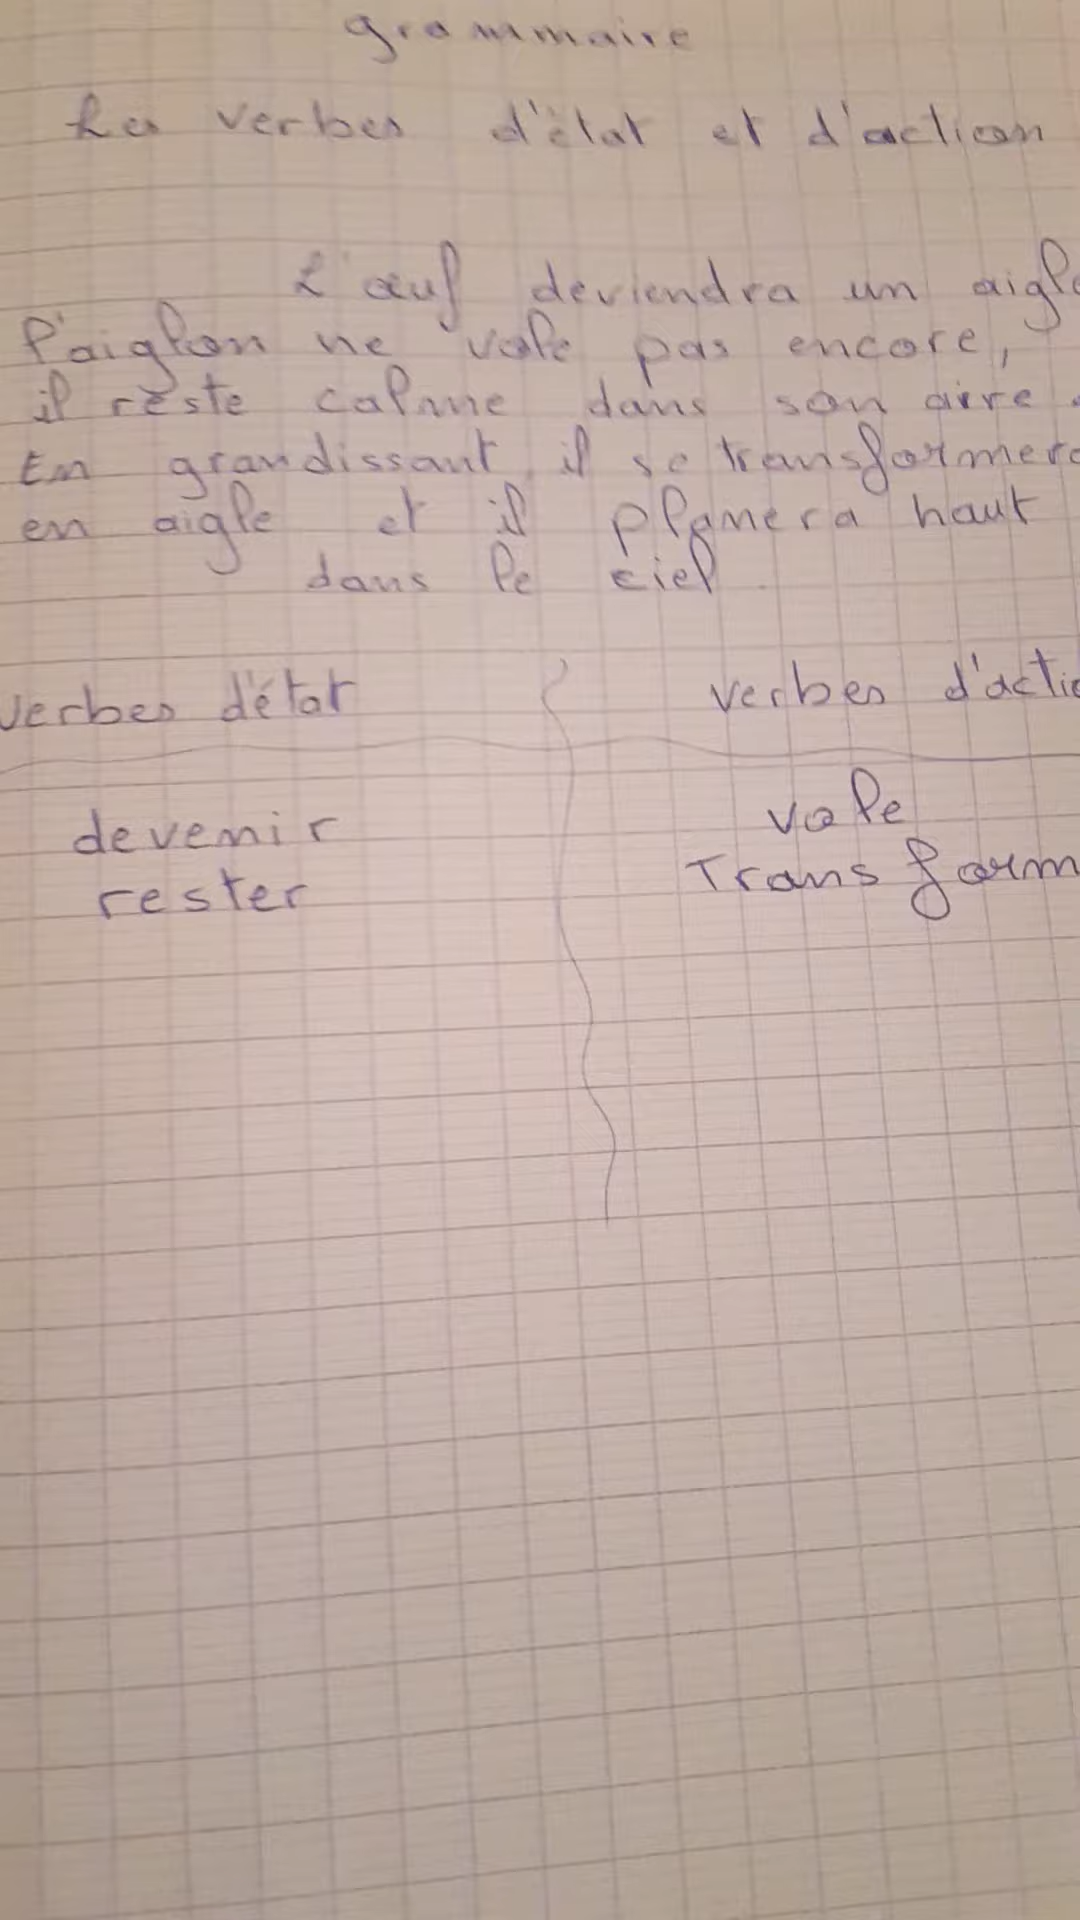 grammaire
Les verbes d'état et d'action
L'œuf deviendra un aigle
l'aiglon ne vole pas encore,
il reste calme dans son aire.
En grandissant il se transformera
en aigle et il planera haut
dans le ciel.
verbes d'état verbes d'actio
devenir vole
rester Transform